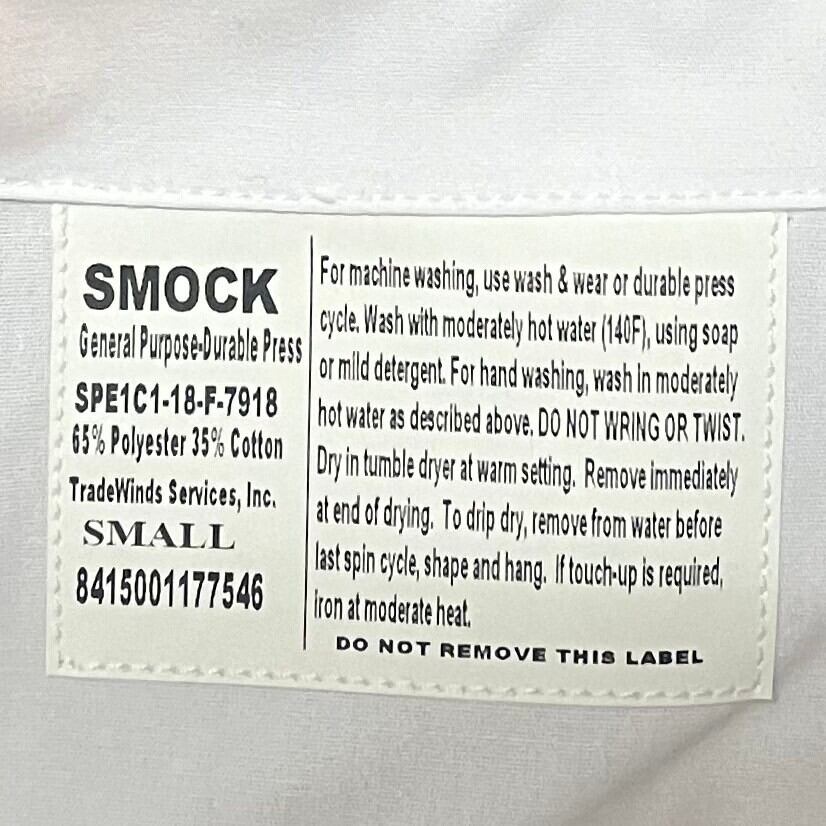 SMOCK
General Purpose-Durable Press
SPE1C1-18-F-7918
65% Polyester 35% Cotton
TradeWinds Services, Inc.
SMALL
8415001177546
For machine washing, use wash & wear or durable press
cycle. Wash with moderately hot water (140F), using soap
or mild detergent. For hand washing, wash in moderately
hot water as described above, DO NOT WRING OR TWIST.
Dry in tumble dryer at warm setting. Remove immediately
at end of drying. To drip dry, remove from water before
last spin cycle, shape and hang. If touch-up is required,
iron at moderate heat.
DO NOT REMOVE THIS LABEL